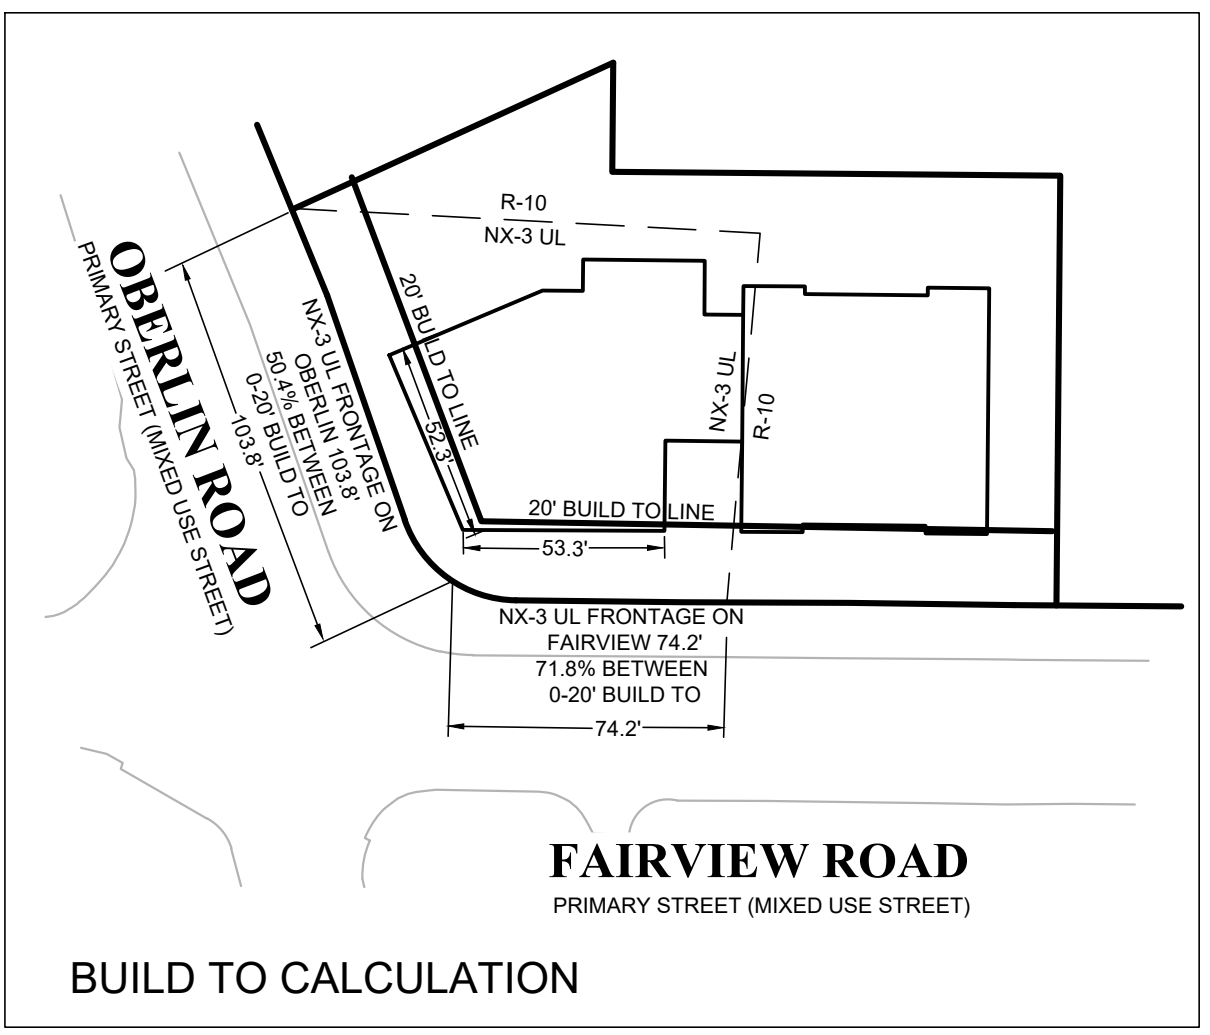 R-10
NX-3 UL
OBERLIN ROAD
PRIMARY STREET (MIXED USE STREET)
103.8'
NX-3 UL FRONTAGE ON
OBERLIN 103.8'
50.4% BETWEEN
0-20' BUILD TO
20' BUILD TO LINE
52.3'
NX-3 UL
R-10
20' BUILD TO LINE
53.3'
NX-3 UL FRONTAGE ON
FAIRVIEW 74.2'
71.8% BETWEEN
0-20' BUILD TO
74.2'
FAIRVIEW ROAD
PRIMARY STREET (MIXED USE STREET)
BUILD TO CALCULATION